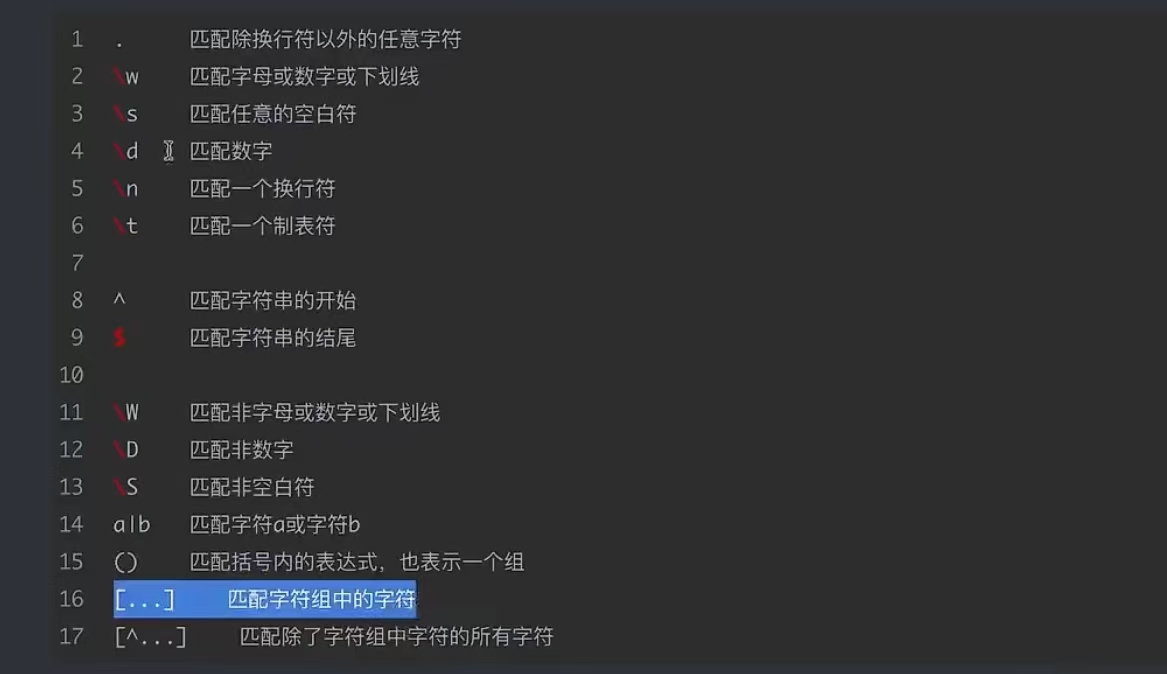 1 . 匹配除换行符以外的任意字符
2 \w 匹配字母或数字或下划线
3 \s 匹配任意的空白符
4 \d 匹配数字
5 \n 匹配一个换行符
6 \t 匹配一个制表符
7
8 ^ 匹配字符串的开始
9 $ 匹配字符串的结尾
10
11 \W 匹配非字母或数字或下划线
12 \D 匹配非数字
13 \S 匹配非空白符
14 a|b 匹配字符a或字符b
15 () 匹配括号内的表达式，也表示一个组
16 [...] 匹配字符组中的字符
17 [^...] 匹配除了字符组中字符的所有字符